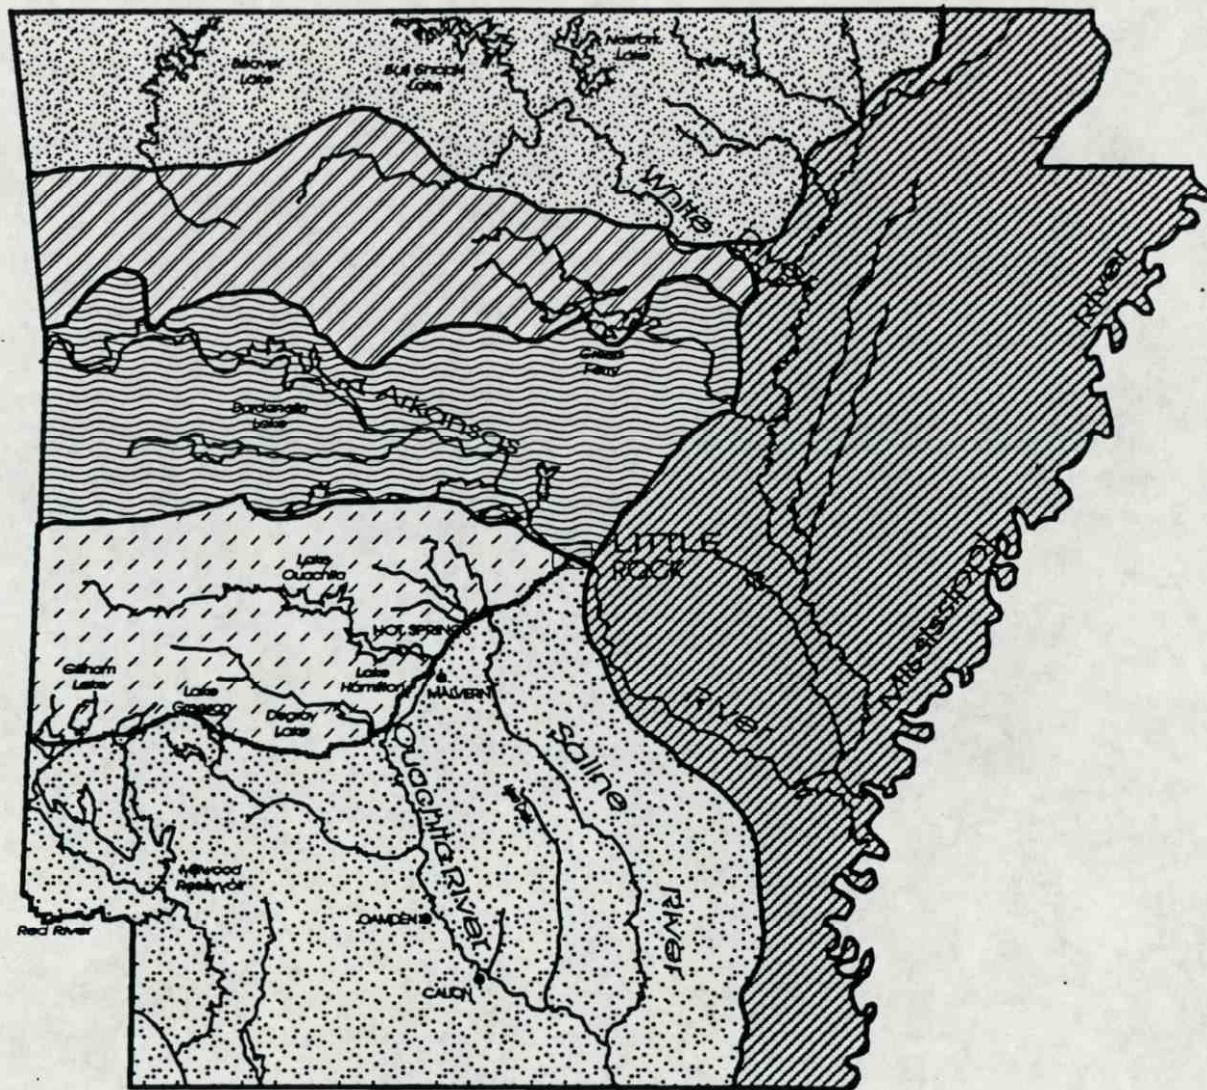 Beaver
Lake
Bull Shoals
Lake
Norfork
Lake
White
River
Greers
Ferry
Dardanelle
Lake
Arkansas
LITTLE
ROCK
Lake
Ouachita
HOT SPRINGS
Gillham
Lake
Lake
Greeson
Degray
Lake
Lake
Hamilton
MALVERN
Mississippi
River
Saline
River
Ouachita River
Millwood
Reservoir
Red River
CAMDEN
CALION